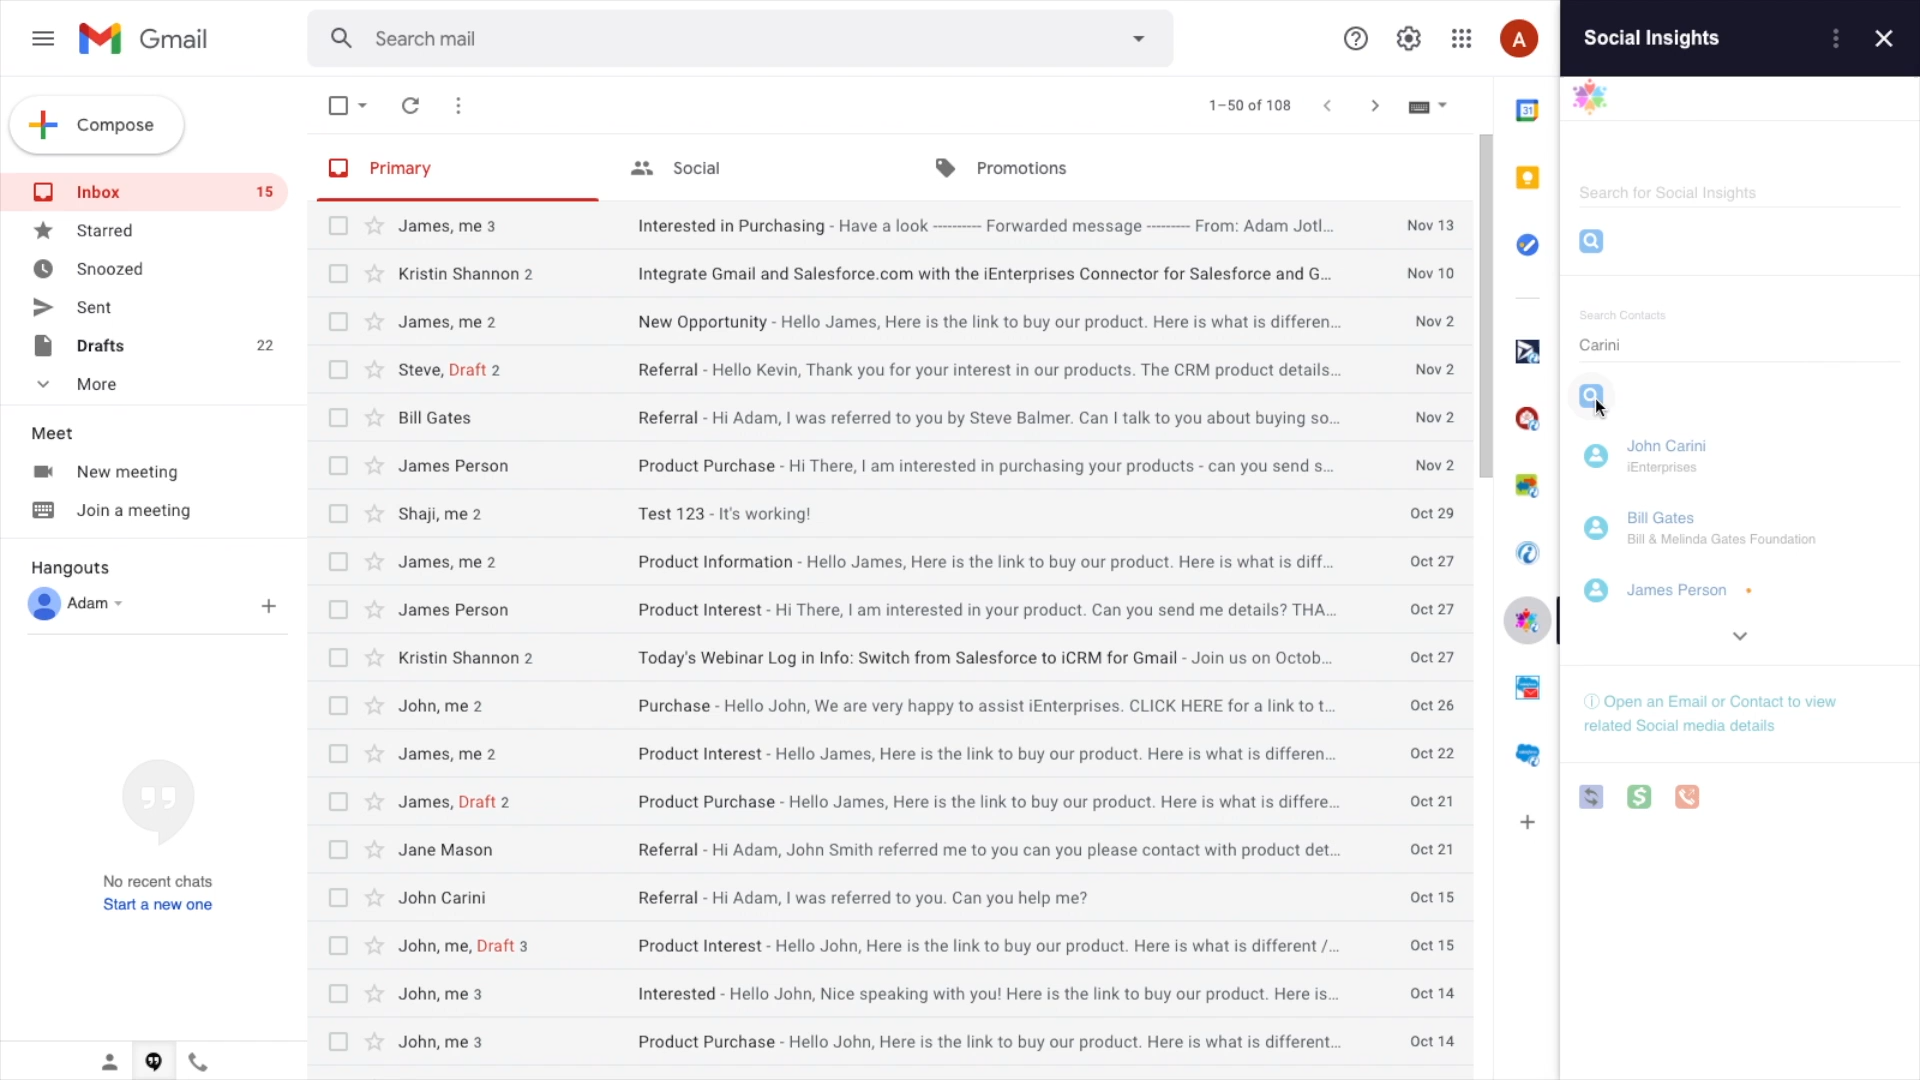 Gmail
Search mail
A
Social Insights
Compose
1–50 of 108
31
Inbox 15
Starred
Snoozed
Sent
Drafts 22
More
Meet
New meeting
Join a meeting
Hangouts
Adam
No recent chats
Start a new one
Primary
Social
Promotions
James, me 3 Interested in Purchasing - Have a look ---------- Forwarded message --------- From: Adam Jotl... Nov 13
Kristin Shannon 2 Integrate Gmail and Salesforce.com with the iEnterprises Connector for Salesforce and G... Nov 10
James, me 2 New Opportunity - Hello James, Here is the link to buy our product. Here is what is differen... Nov 2
Steve, Draft 2 Referral - Hello Kevin, Thank you for your interest in our products. The CRM product details... Nov 2
Bill Gates Referral - Hi Adam, I was referred to you by Steve Balmer. Can I talk to you about buying so... Nov 2
James Person Product Purchase - Hi There, I am interested in purchasing your products - can you send s... Nov 2
Shaji, me 2 Test 123 - It's working! Oct 29
James, me 2 Product Information - Hello James, Here is the link to buy our product. Here is what is diff... Oct 27
James Person Product Interest - Hi There, I am interested in your product. Can you send me details? THA... Oct 27
Kristin Shannon 2 Today's Webinar Log in Info: Switch from Salesforce to iCRM for Gmail - Join us on Octob... Oct 27
John, me 2 Purchase - Hello John, We are very happy to assist iEnterprises. CLICK HERE for a link to t... Oct 26
James, me 2 Product Interest - Hello James, Here is the link to buy our product. Here is what is differen... Oct 22
James, Draft 2 Product Purchase - Hello James, Here is the link to buy our product. Here is what is differe... Oct 21
Jane Mason Referral - Hi Adam, John Smith referred me to you can you please contact with product det... Oct 21
John Carini Referral - Hi Adam, I was referred to you. Can you help me? Oct 15
John, me, Draft 3 Product Interest - Hello John, Here is the link to buy our product. Here is what is different /... Oct 15
John, me 3 Interested - Hello John, Nice speaking with you! Here is the link to buy our product. Here is... Oct 14
John, me 3 Product Purchase - Hello John, Here is the link to buy our product. Here is what is different... Oct 14
Search for Social Insights
Search Contacts
Carini
John Carini
iEnterprises
Bill Gates
Bill & Melinda Gates Foundation
James Person
Open an Email or Contact to view
related Social media details